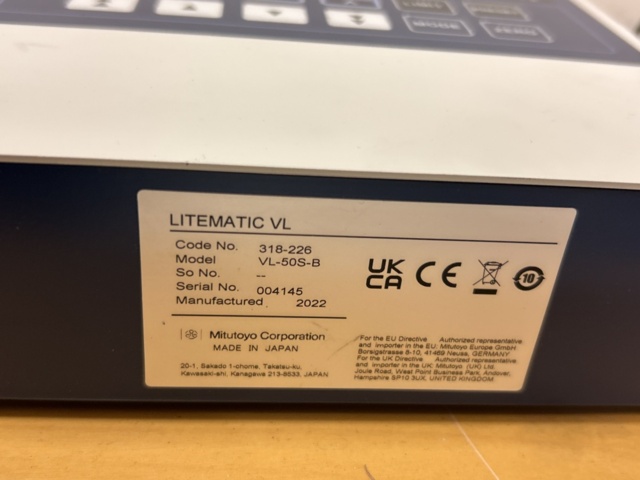 LITEMATIC VL
Code No. 318-226
Model VL-50S-B
So No. --
Serial No. 004145
Manufactured 2022
UK
CA
CE
10
Mitutoyo Corporation
MADE IN JAPAN
20-1, Sakado 1-chome, Takatsu-ku,
Kawasaki-shi, Kanagawa 213-8533, JAPAN
For the EU Directive Authorized representative
and importer in the EU: Mitutoyo Europe GmbH
Borsigstrasse 8-10, 41469 Neuss, GERMANY
For the UK Directive Authorized representative
and importer in the UK: Mitutoyo (UK) Ltd.
Joule Road, West Point Business Park, Andover,
Hampshire SP10 3UX, UNITED KINGDOM